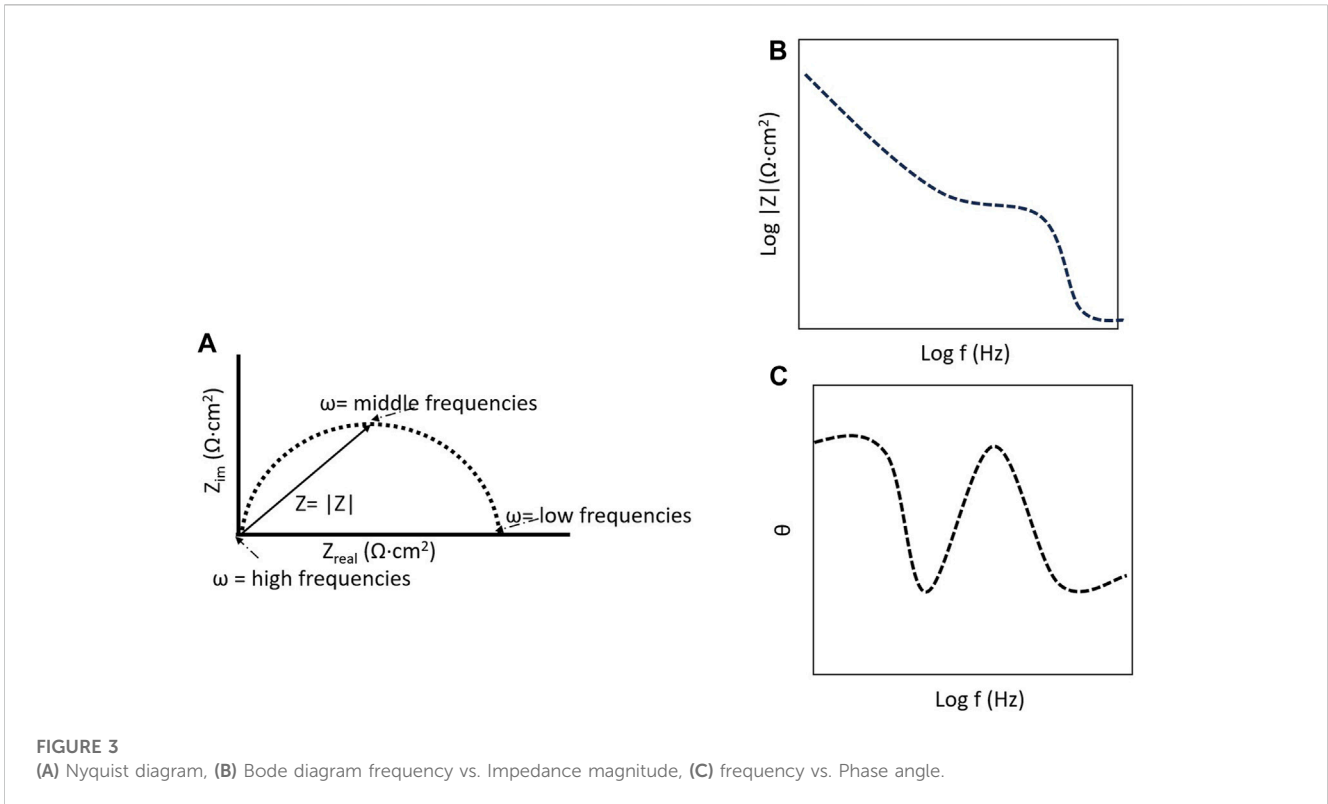 A
Z_im (Ω·cm²)
ω= middle frequencies
Z= |Z|
ω=low frequencies
Z_real (Ω·cm²)
ω = high frequencies
B
Log |Z|(Ω·cm²)
Log f (Hz)
C
θ
Log f (Hz)
FIGURE 3
(A) Nyquist diagram, (B) Bode diagram frequency vs. Impedance magnitude, (C) frequency vs. Phase angle.